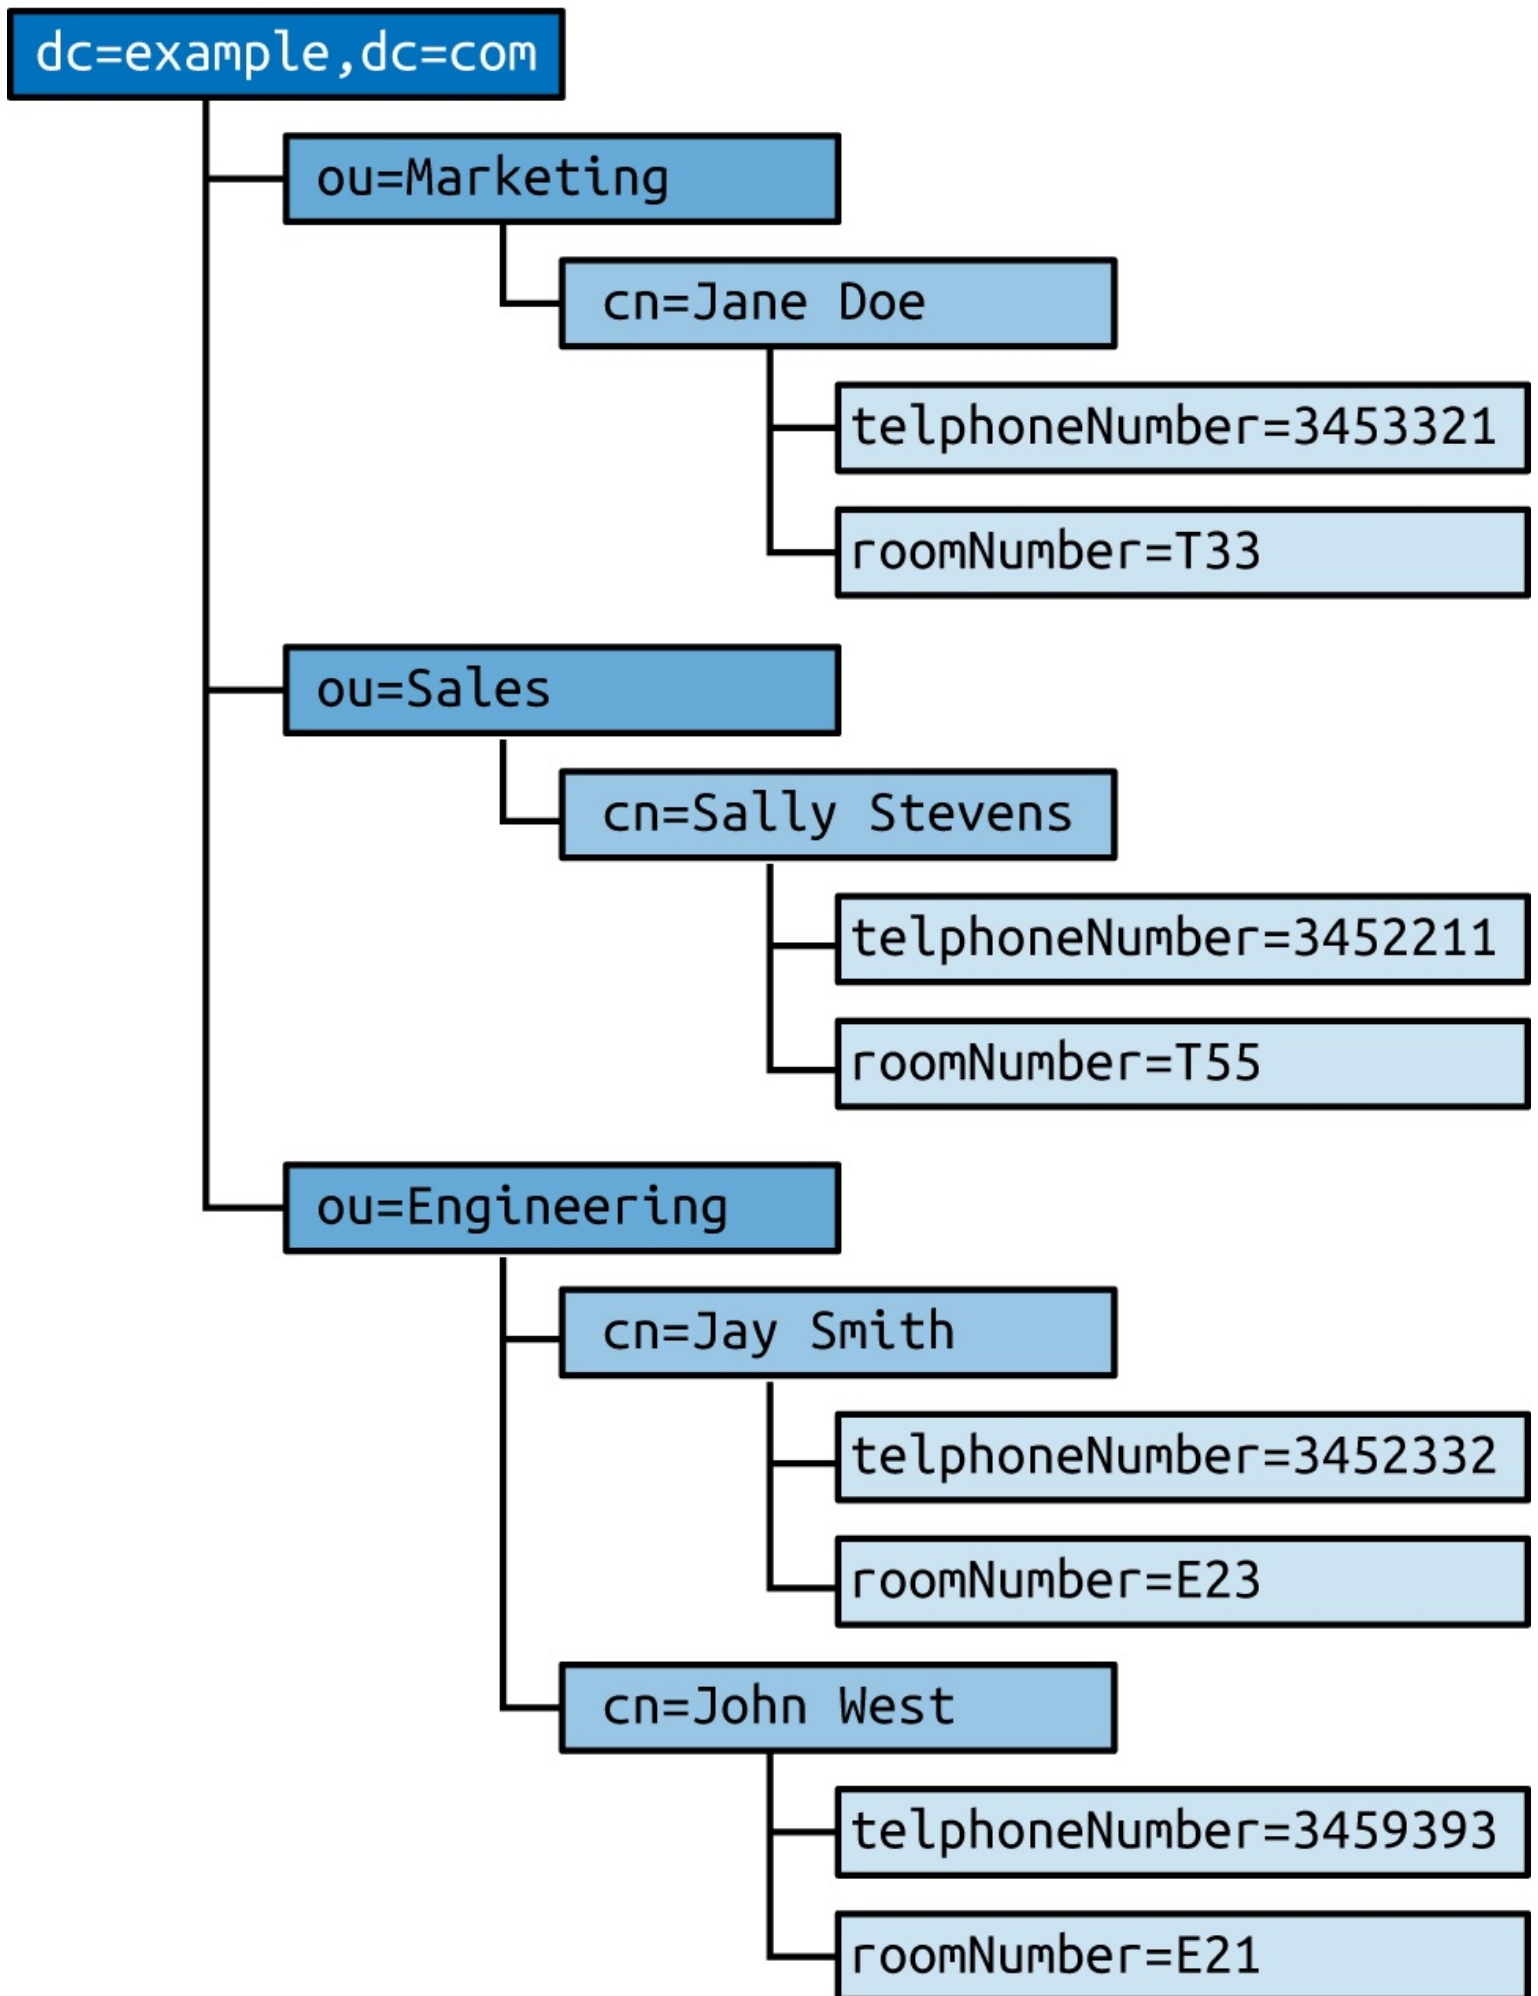 dc=example,dc=com
ou=Marketing
cn=Jane Doe
telphoneNumber=3453321
roomNumber=T33
ou=Sales
cn=Sally Stevens
telphoneNumber=3452211
roomNumber=T55
ou=Engineering
cn=Jay Smith
telphoneNumber=3452332
roomNumber=E23
cn=John West
telphoneNumber=3459393
roomNumber=E21